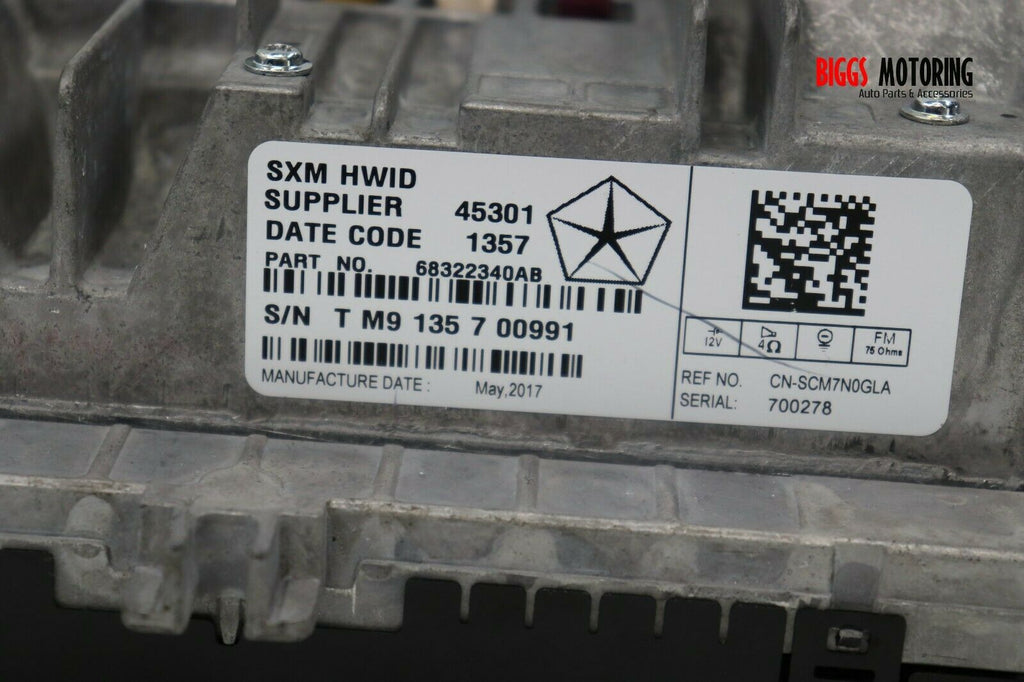 BIGGS MOTORING
Auto Parts & Accessories
SXM HWID
SUPPLIER 45301
DATE CODE 1357
PART NO. 68322340AB
S/N T M9 135 7 00991
MANUFACTURE DATE : May,2017
12V
4Ω
FM
75 Ohms
REF NO. CN-SCM7N0GLA
SERIAL: 700278